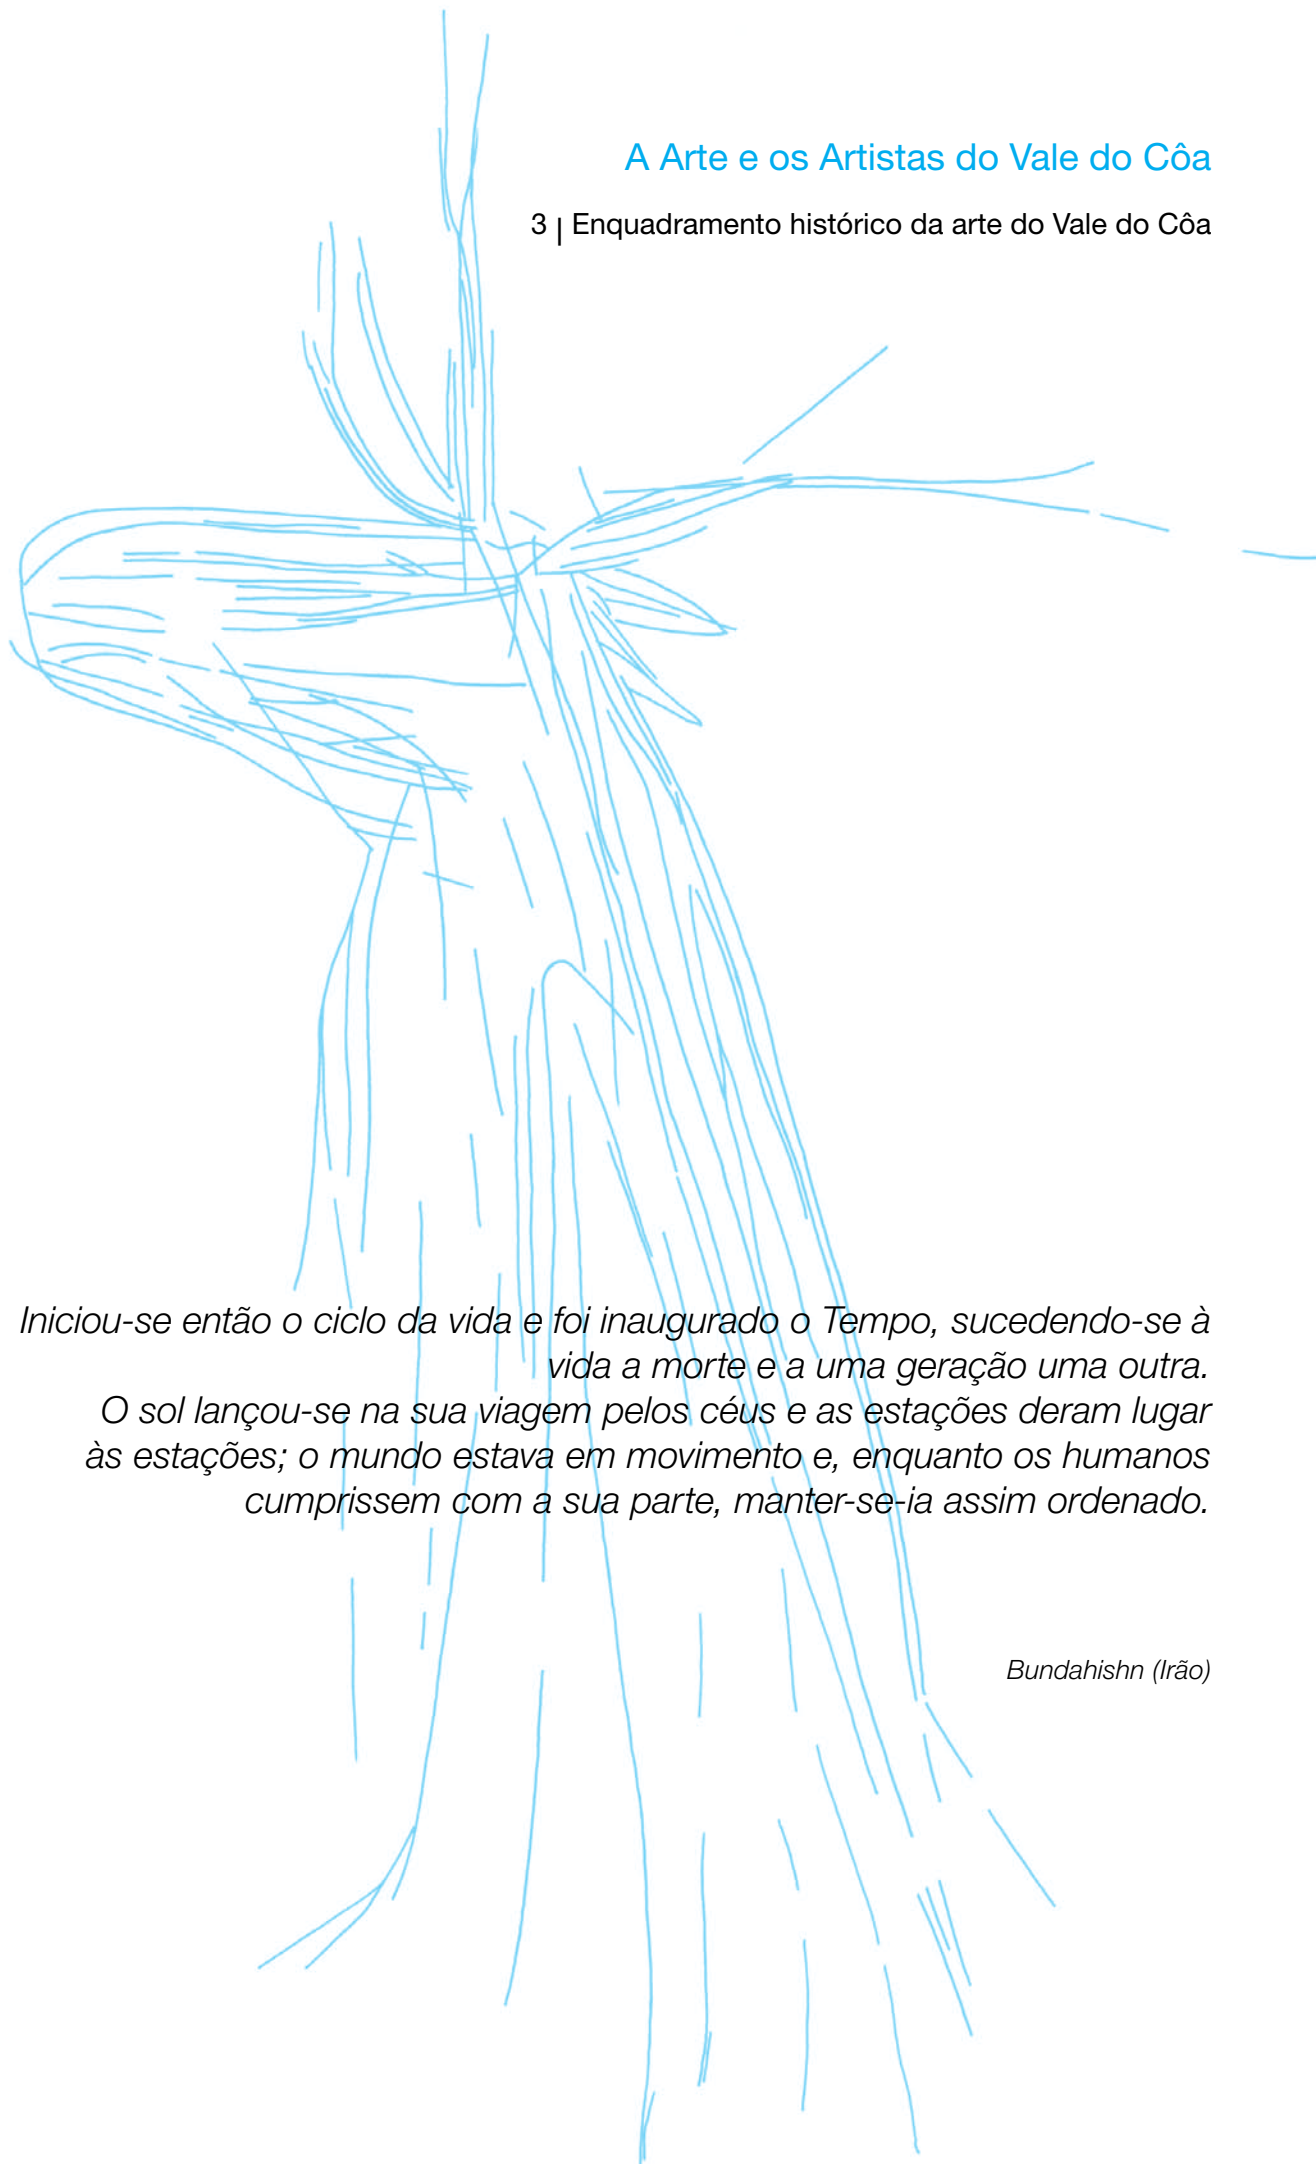 A Arte e os Artistas do Vale do Côa
3 | Enquadramento histórico da arte do Vale do Côa
Iniciou-se então o ciclo da vida e foi inaugurado o Tempo, sucedendo-se à
vida a morte e a uma geração uma outra.
O sol lançou-se na sua viagem pelos céus e as estações deram lugar
às estações; o mundo estava em movimento e, enquanto os humanos
cumprissem com a sua parte, manter-se-ia assim ordenado.
Bundahishn (Irão)